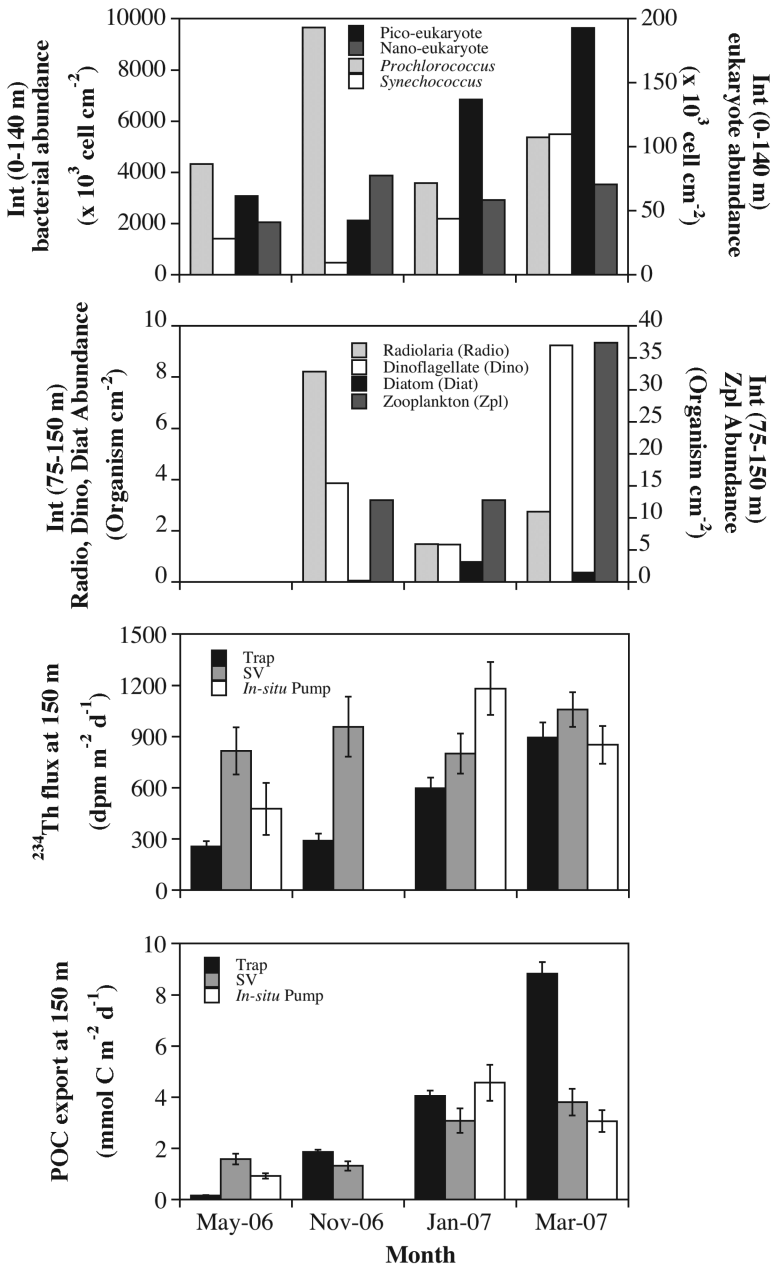 Int (0-140 m)
bacterial abundance
(x 10³ cell cm⁻²)
10000
8000
6000
4000
2000
0
Pico-eukaryote
Nano-eukaryote
Prochlorococcus
Synechococcus
200
150
100
50
0
(x 10³ cell cm⁻²)
Int (0-140 m)
eukaryote abundance
Int (75-150 m)
Radio, Dino, Diat Abundance
(Organism cm⁻²)
10
8
6
4
2
0
Radiolaria (Radio)
Dinoflagellate (Dino)
Diatom (Diat)
Zooplankton (Zpl)
40
35
30
25
20
15
10
5
0
Int (75-150 m)
Zpl Abundance
(Organism cm⁻²)
²³⁴Th flux at 150 m
(dpm m⁻² d⁻¹)
1500
1200
900
600
300
0
Trap
SV
In-situ Pump
POC export at 150 m
(mmol C m⁻² d⁻¹)
10
8
6
4
2
0
Trap
SV
In-situ Pump
May-06 Nov-06 Jan-07 Mar-07
Month